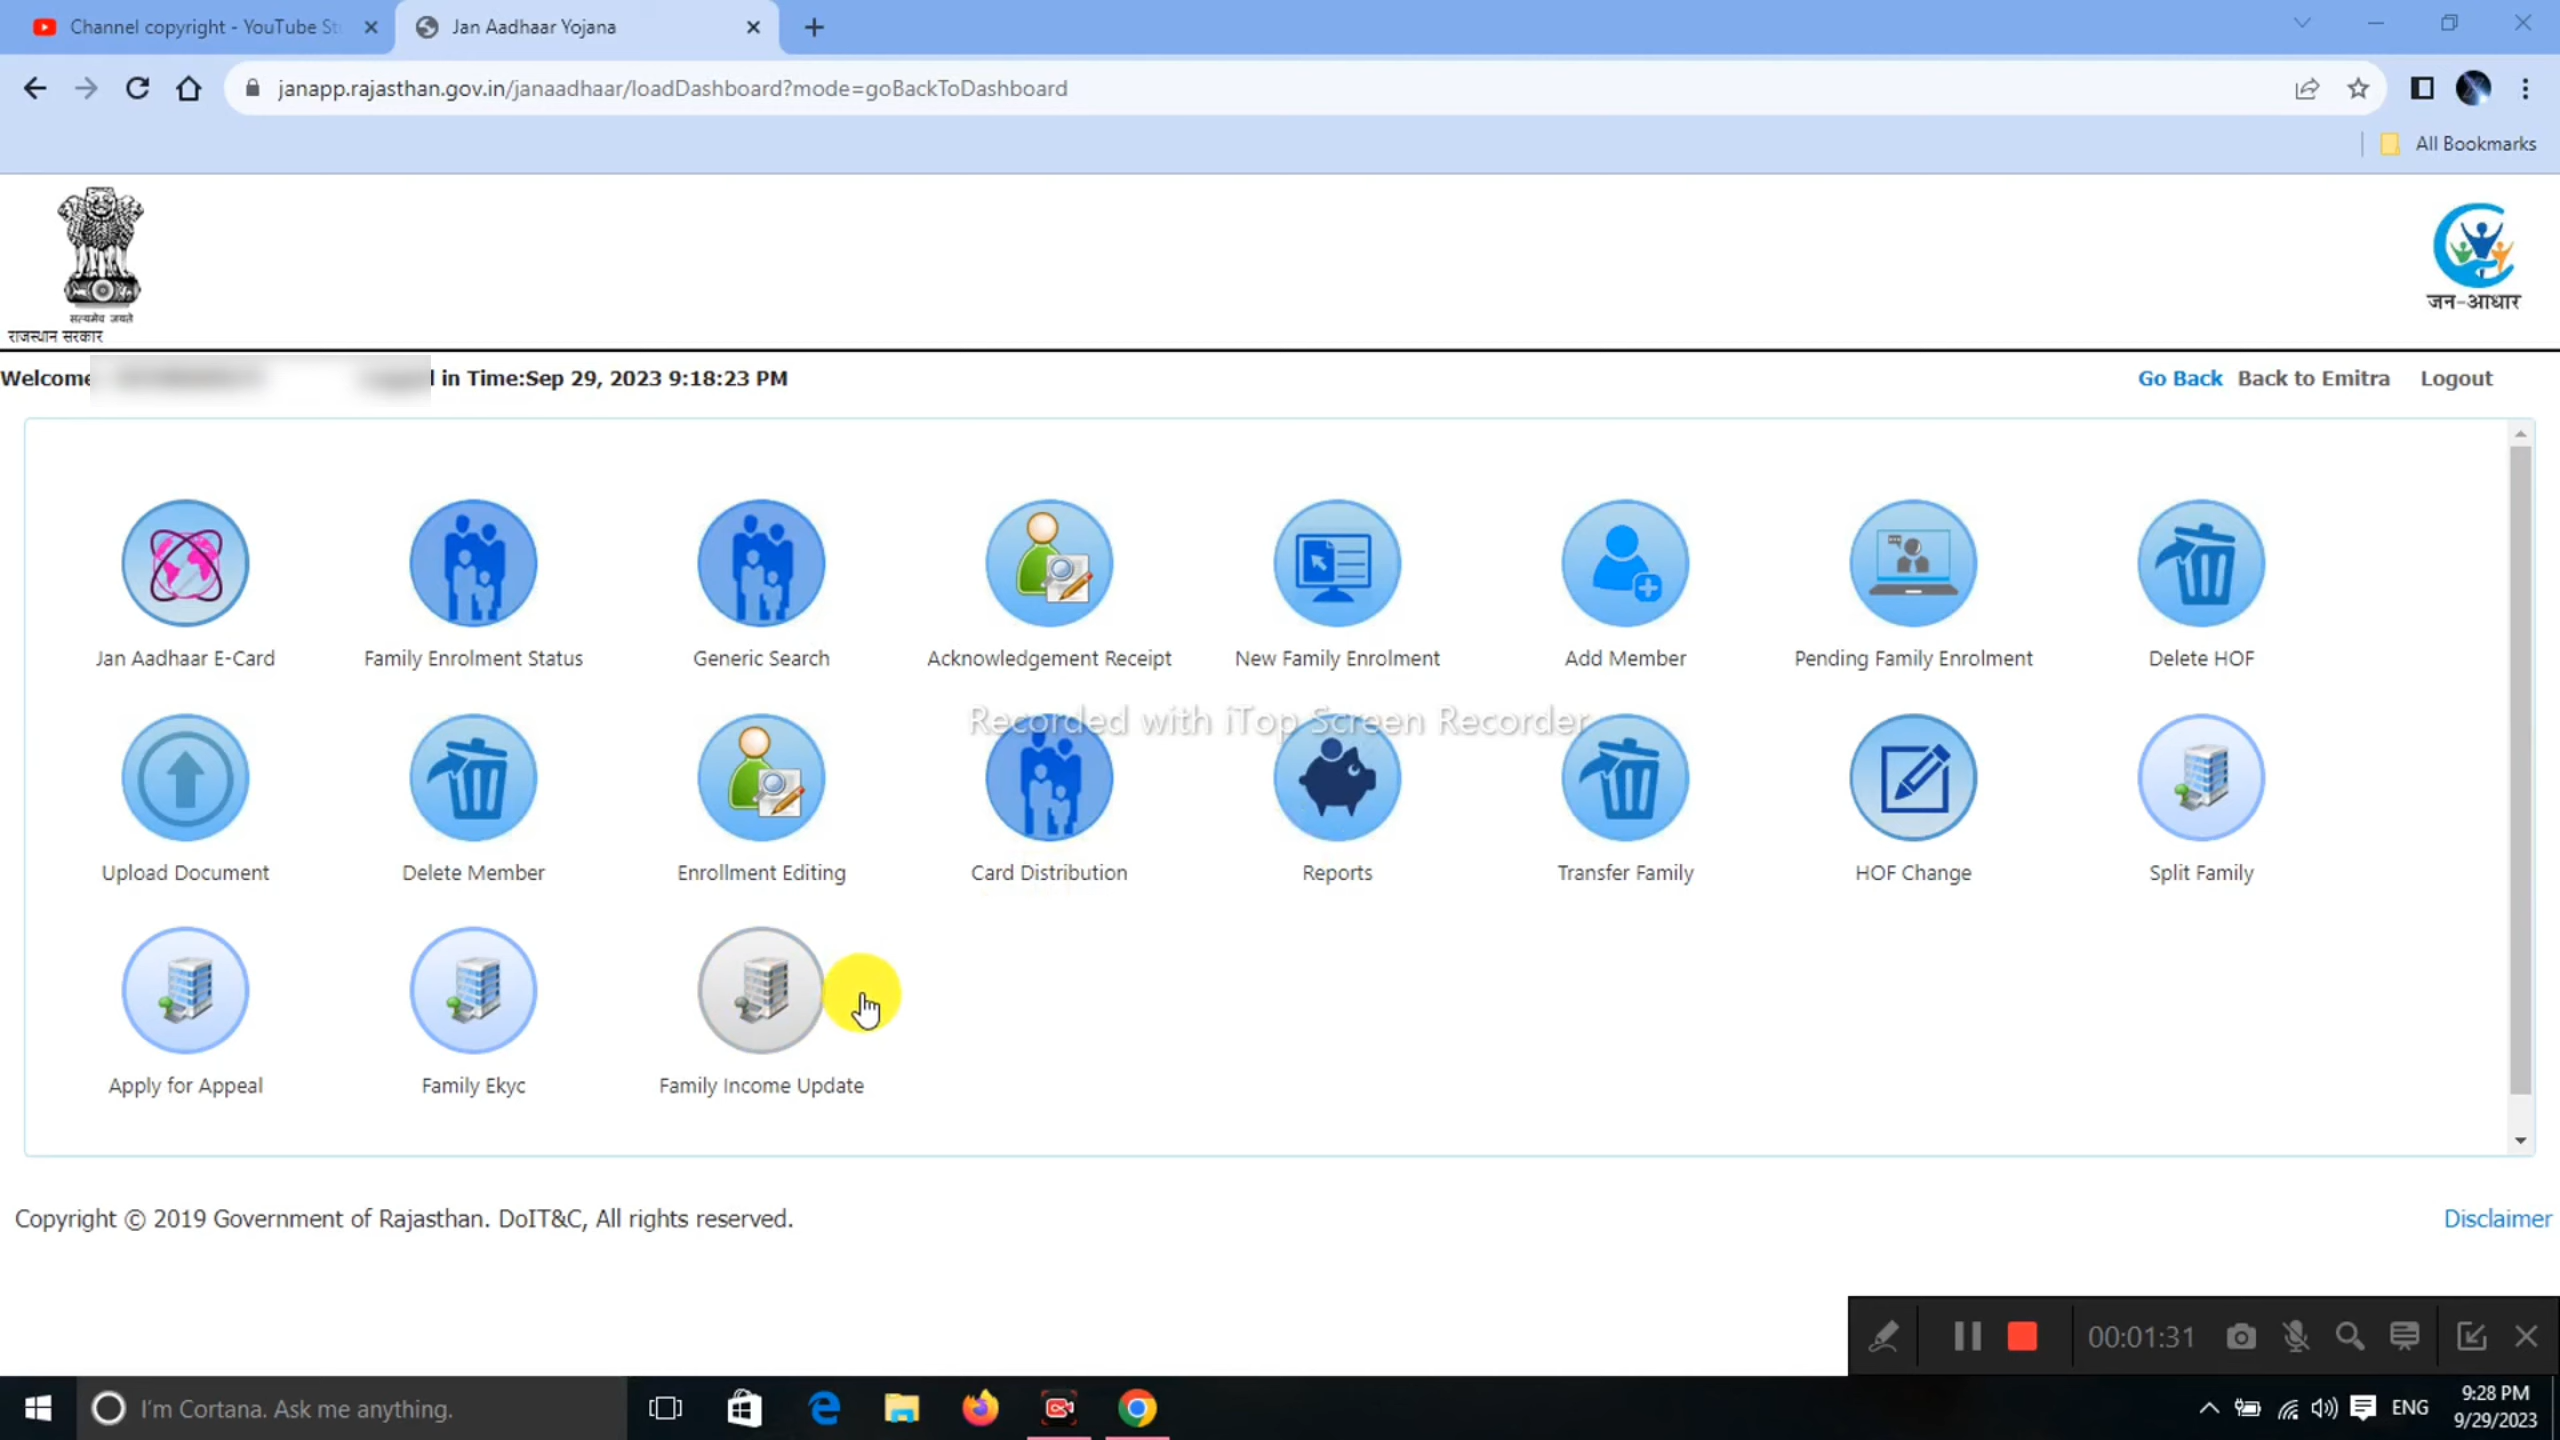 Channel copyright - YouTube St
Jan Aadhaar Yojana
janapp.rajasthan.gov.in/janaadhaar/loadDashboard?mode=goBackToDashboard
All Bookmarks
सत्यमेव जयते
राजस्थान सरकार
जन-आधार
Welcome in Time:Sep 29, 2023 9:18:23 PM
Go Back Back to Emitra Logout
Jan Aadhaar E-Card
Family Enrolment Status
Generic Search
Acknowledgement Receipt
New Family Enrolment
Add Member
Pending Family Enrolment
Delete HOF
Recorded with iTop Screen Recorder
Upload Document
Delete Member
Enrollment Editing
Card Distribution
Reports
Transfer Family
HOF Change
Split Family
Apply for Appeal
Family Ekyc
Family Income Update
Copyright © 2019 Government of Rajasthan. DoIT&C, All rights reserved.
Disclaimer
00:01:31
I'm Cortana. Ask me anything.
ENG
9:28 PM
9/29/2023